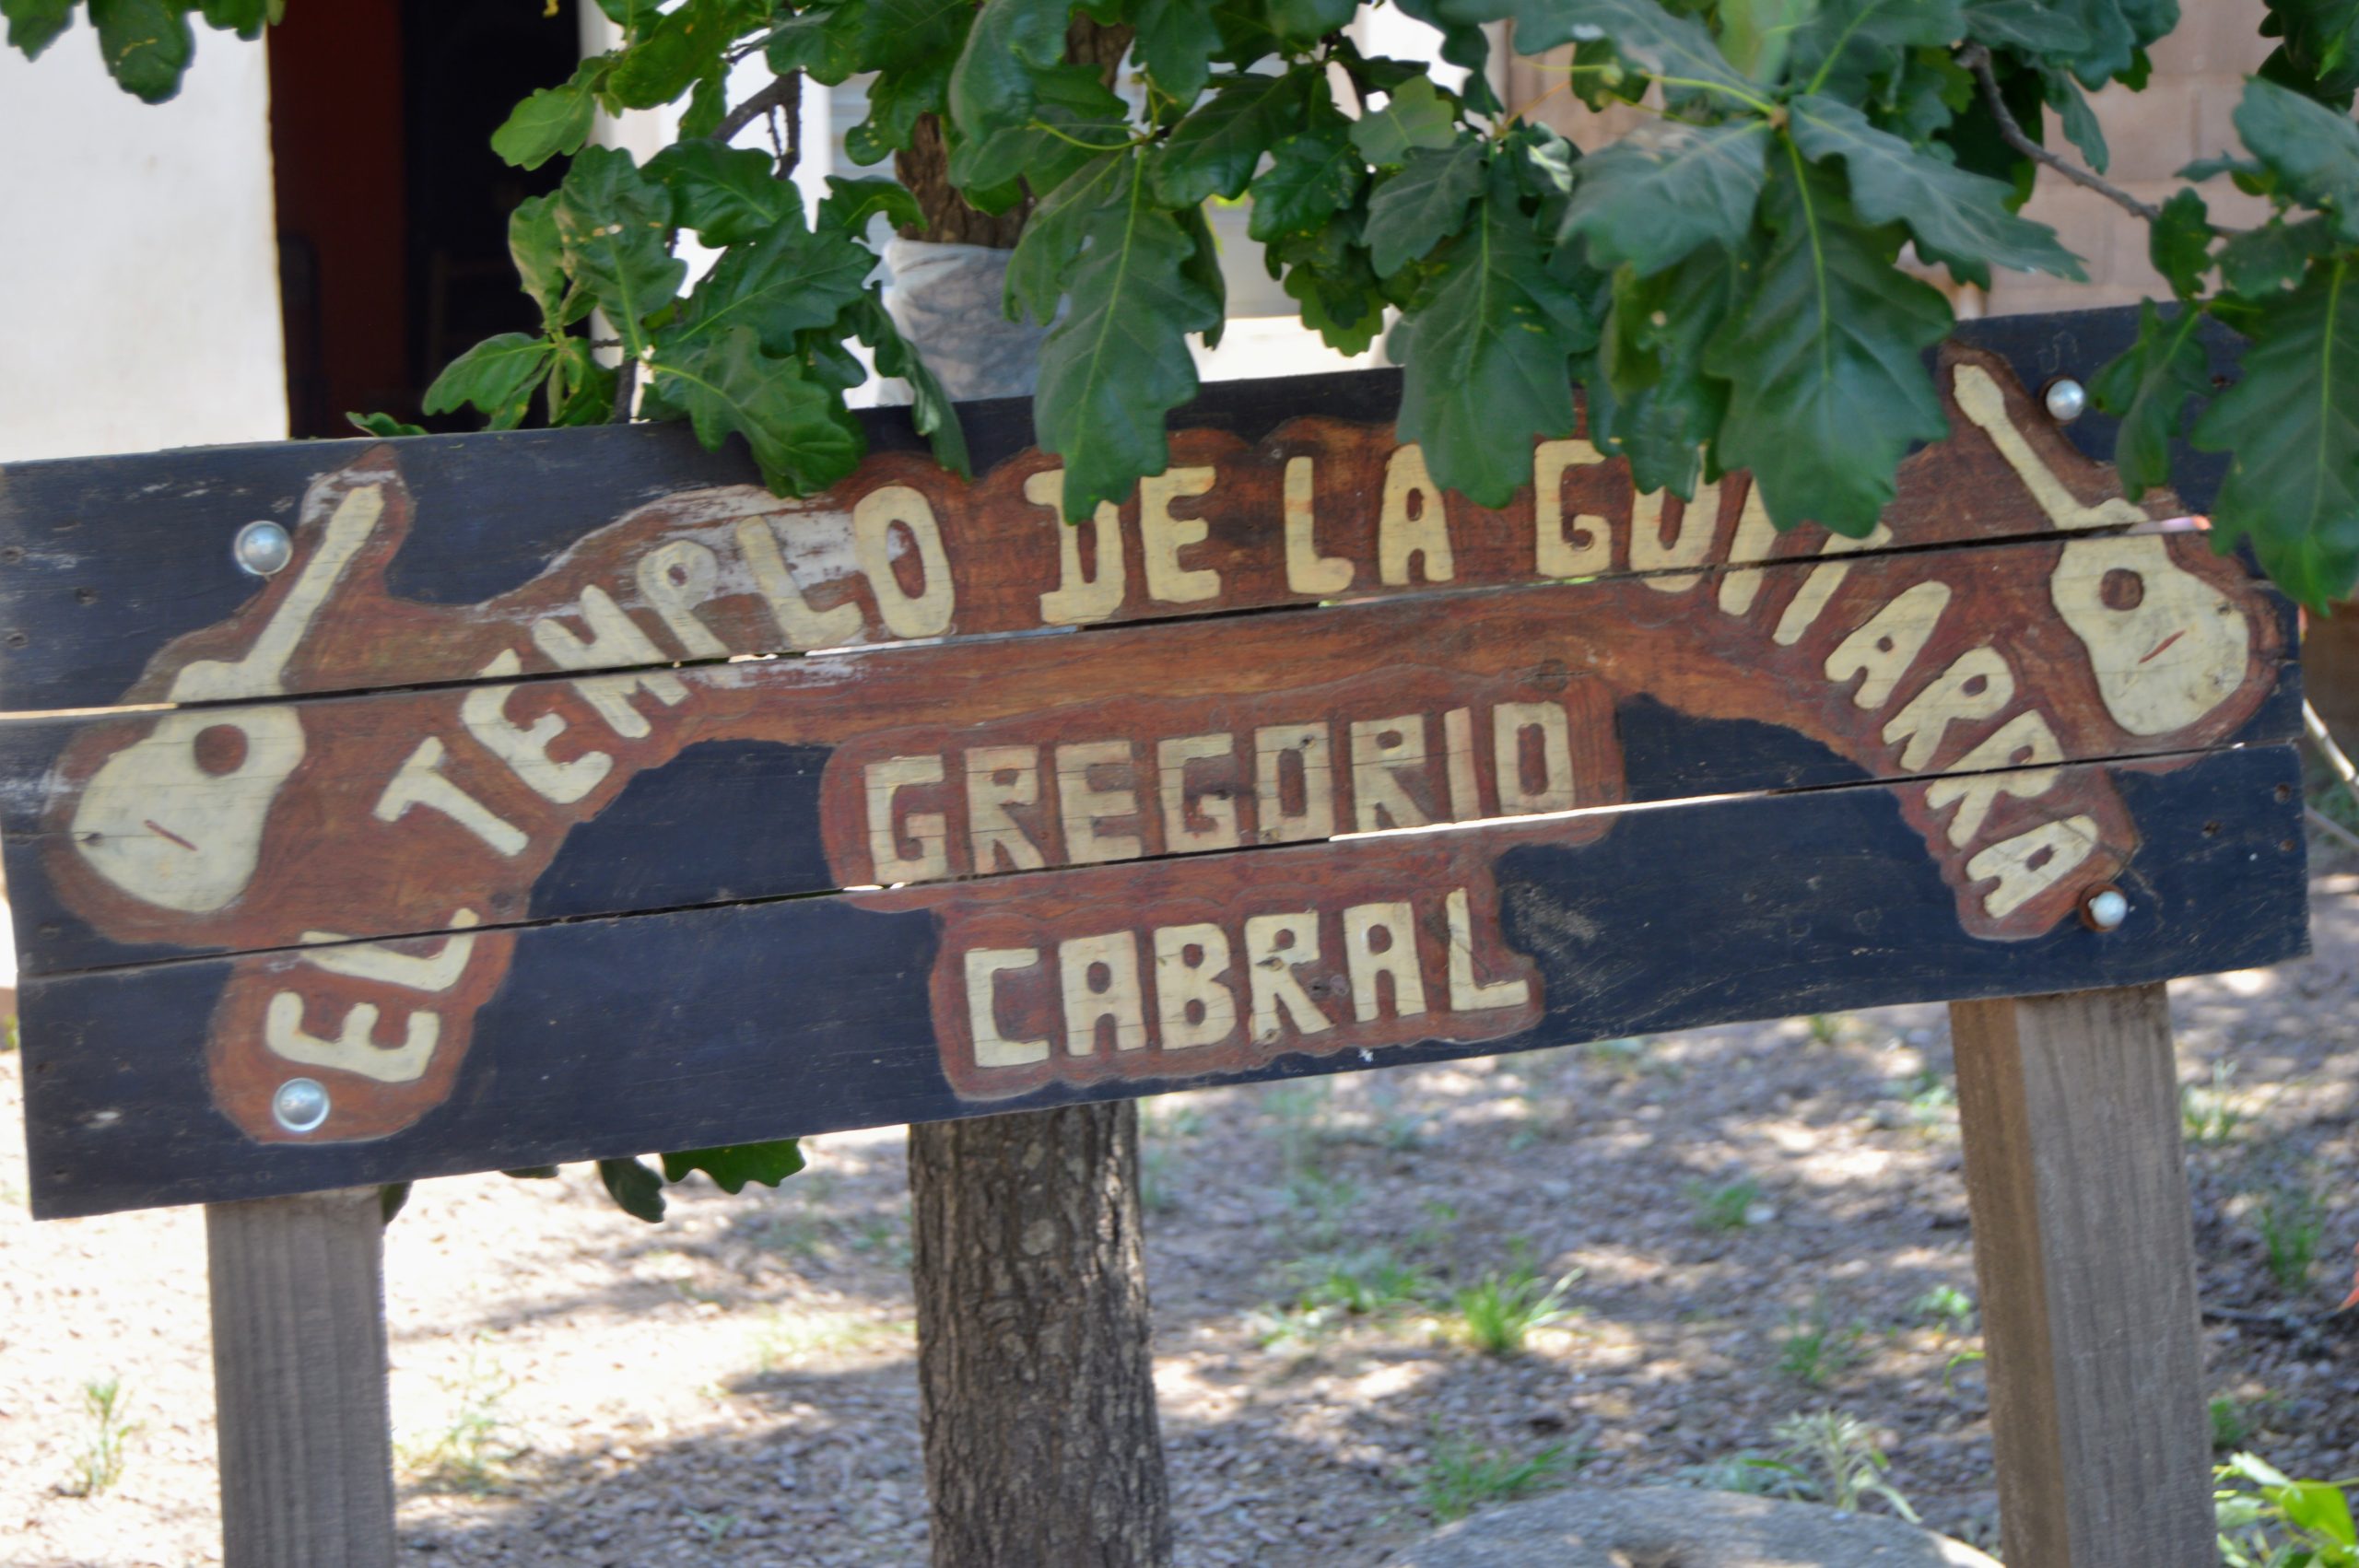 EL TEMPLO DE LA GUITARRA
GREGORIO
CABRAL